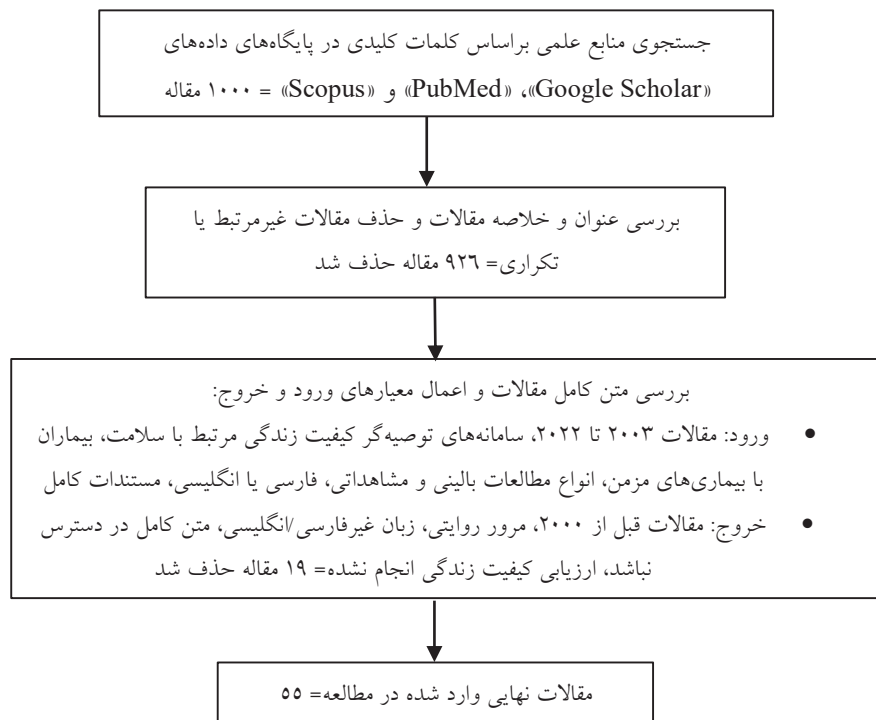 جستجوی منابع علمی براساس کلمات کلیدی در پایگاه‌های داده‌های
«Google Scholar»، «PubMed» و «Scopus» = ۱۰۰۰ مقاله
بررسی عنوان و خلاصه مقالات و حذف مقالات غیرمرتبط یا
تکراری= ۹۲۶ مقاله حذف شد
بررسی متن کامل مقالات و اعمال معیارهای ورود و خروج:
• ورود: مقالات ۲۰۰۳ تا ۲۰۲۲، سامانه‌های توصیه‌گر کیفیت زندگی مرتبط با سلامت، بیماران
با بیماری‌های مزمن، انواع مطالعات بالینی و مشاهداتی، فارسی یا انگلیسی، مستندات کامل
• خروج: مقالات قبل از ۲۰۰۰، مرور روایتی، زبان غیرفارسی/انگلیسی، متن کامل در دسترس
نباشد، ارزیابی کیفیت زندگی انجام نشده= ۱۹ مقاله حذف شد
مقالات نهایی وارد شده در مطالعه= ۵۵